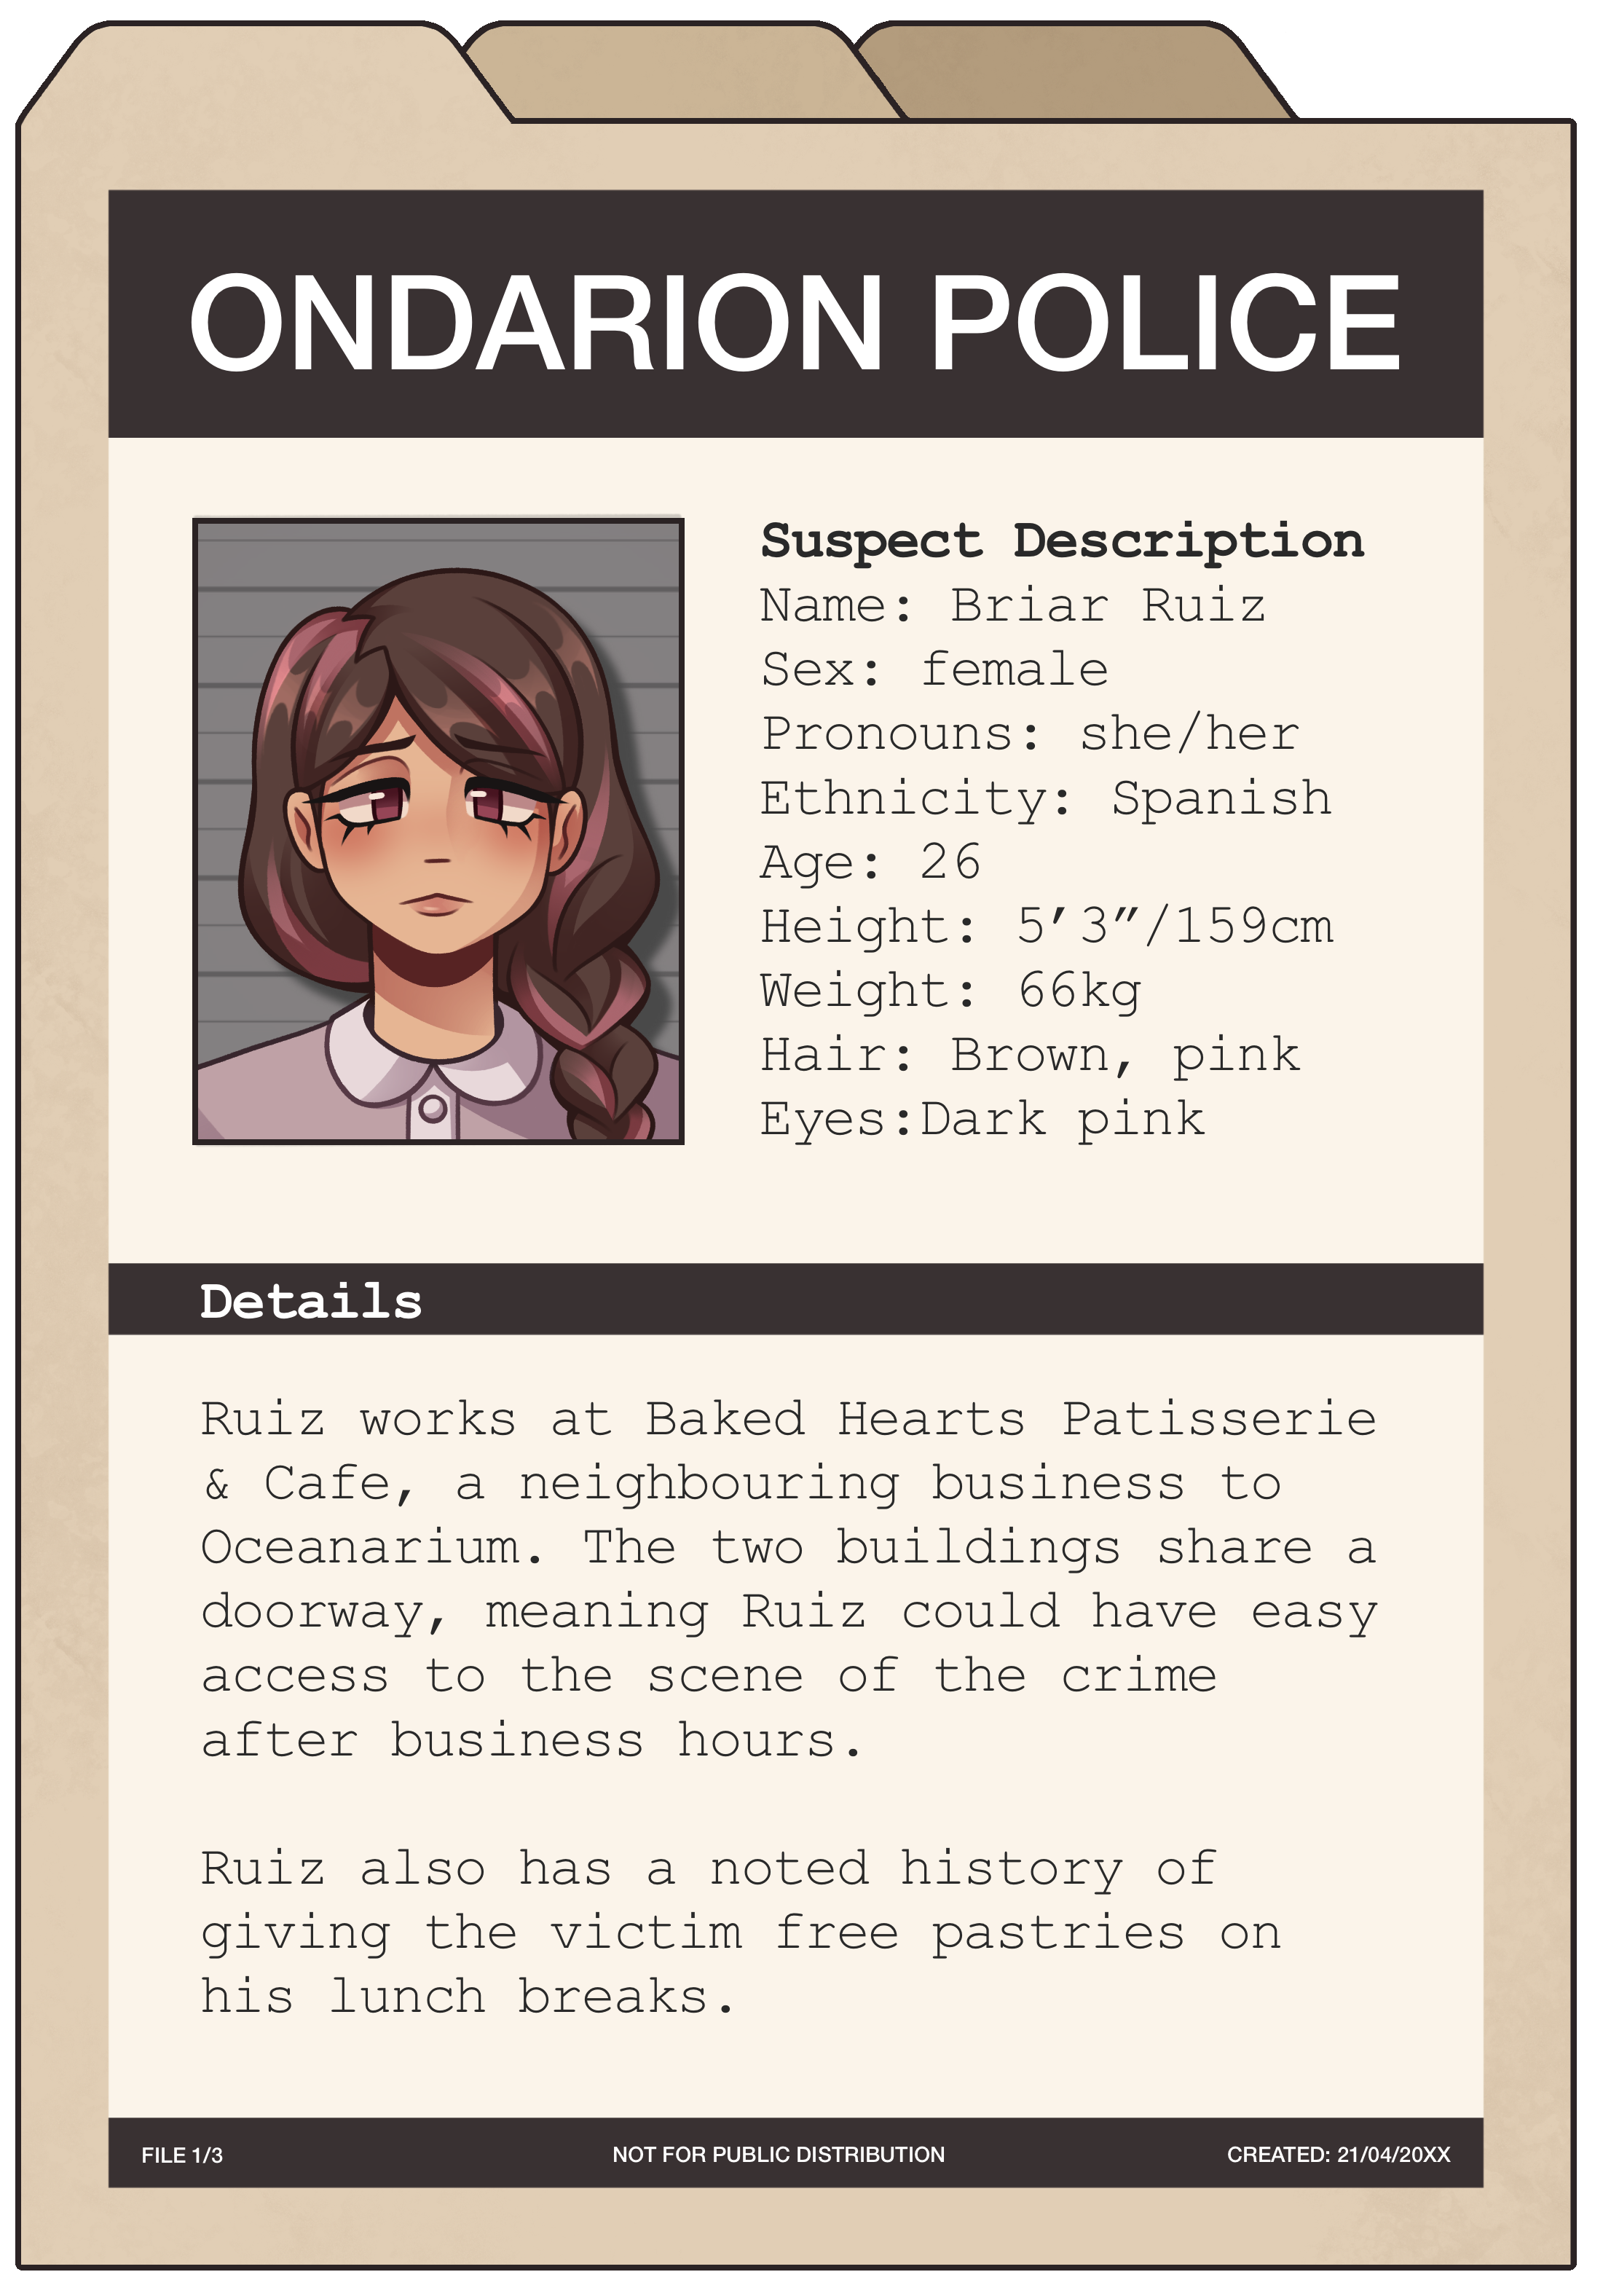 ONDARION POLICE
Suspect Description
Name: Briar Ruiz
Sex: female
Pronouns: she/her
Ethnicity: Spanish
Age: 26
Height: 5’3”/159cm
Weight: 66kg
Hair: Brown, pink
Eyes:Dark pink
Details
Ruiz works at Baked Hearts Patisserie
& Cafe, a neighbouring business to
Oceanarium. The two buildings share a
doorway, meaning Ruiz could have easy
access to the scene of the crime
after business hours.
Ruiz also has a noted history of
giving the victim free pastries on
his lunch breaks.
FILE 1/3
NOT FOR PUBLIC DISTRIBUTION
CREATED: 21/04/20XX